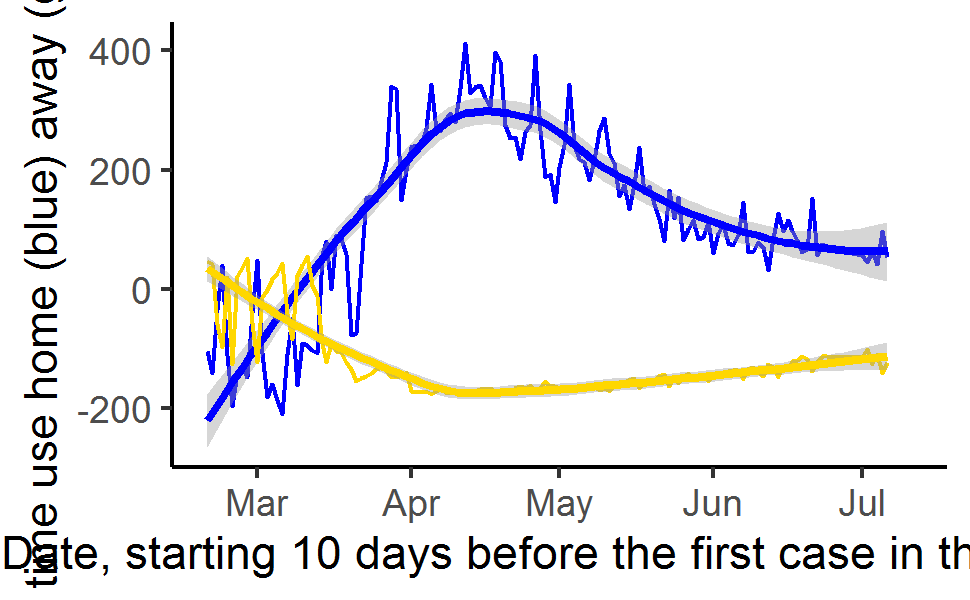 time use home (blue) away (g
400
200
0
-200
Mar Apr May Jun Jul
Date, starting 10 days before the first case in th